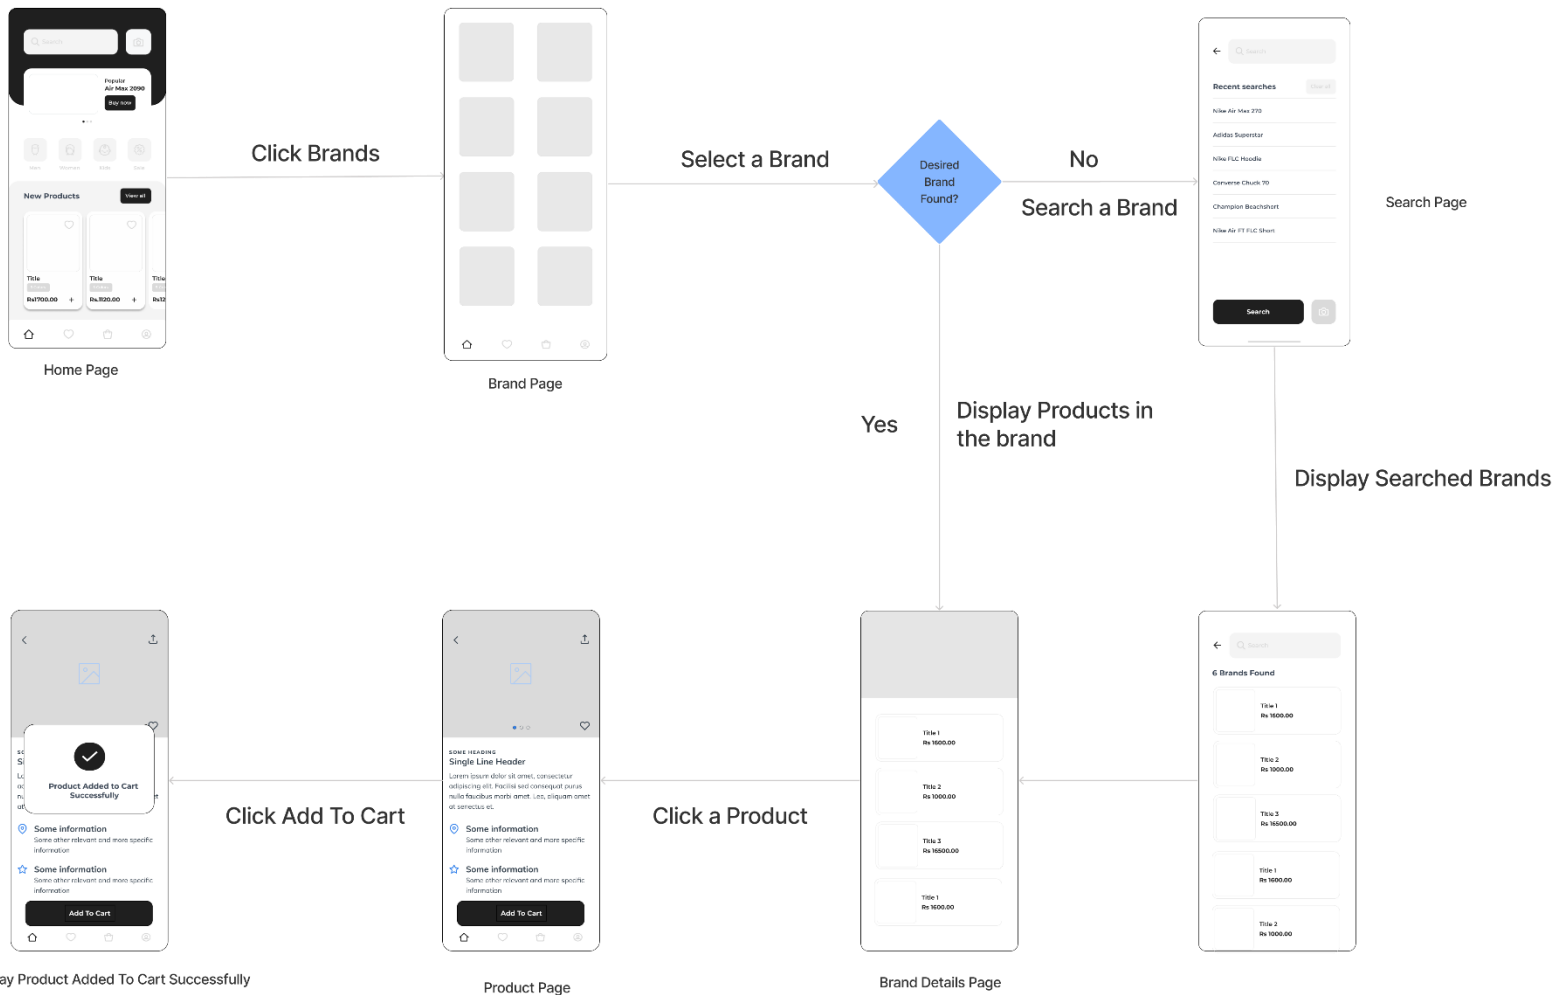 Search
Popular
Air Max 2090
Buy now
New Products
View all
Title
Rs1700.00 +
Title
Rs.1120.00 +
Title
Rs12
Home Page
Click Brands
Brand Page
Select a Brand
Desired
Brand
Found?
No
Search a Brand
Search
Recent searches
Clear all
Nike Air Max 270
Adidas Superstar
Nike FLC Hoodie
Converse Chuck 70
Champion Beachshort
Nike Air FT FLC Short
Search
Search Page
Yes
Display Products in
the brand
Display Searched Brands
Product Added to Cart
Successfully
Some information
Some other relevant and more specific
information
Some information
Some other relevant and more specific
information
Add To Cart
ay Product Added To Cart Successfully
Click Add To Cart
SOME HEADING
Single Line Header
Lorem ipsum dolor sit amet, consectetur
adipiscing elit. Facilisi sed consequat purus
nulla faucibus morbi amet. Leo, aliquam amet
at senectus et.
Some information
Some other relevant and more specific
information
Some information
Some other relevant and more specific
information
Add To Cart
Product Page
Click a Product
Title 1
Rs 1600.00
Title 2
Rs 1000.00
Title 3
Rs 16500.00
Title 1
Rs 1600.00
Brand Details Page
Search
6 Brands Found
Title 1
Rs 1600.00
Title 2
Rs 1000.00
Title 3
Rs 16500.00
Title 1
Rs 1600.00
Title 2
Rs 1000.00